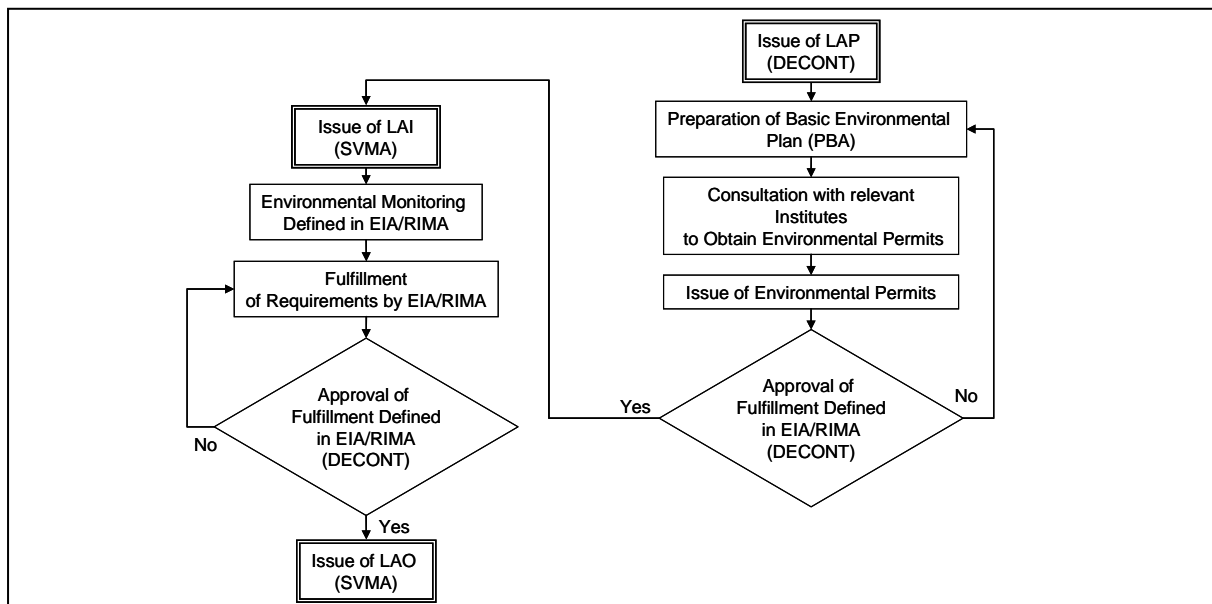 Issue of LAP
(DECONT)
Preparation of Basic Environmental
Plan (PBA)
Consultation with relevant
Institutes
to Obtain Environmental Permits
Issue of Environmental Permits
Approval of
Fulfillment Defined
in EIA/RIMA
(DECONT)
No
Yes
Issue of LAI
(SVMA)
Environmental Monitoring
Defined in EIA/RIMA
Fulfillment
of Requirements by EIA/RIMA
Approval of
Fulfillment Defined
in EIA/RIMA
(DECONT)
No
Yes
Issue of LAO
(SVMA)